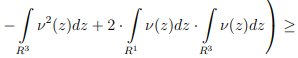 $$- \int\limits_{R^3} \nu^2(z)dz + 2 \cdot \int\limits_{R^1} \nu(z)dz \cdot \int\limits_{R^3} \nu(z)dz \Bigg) \geq$$